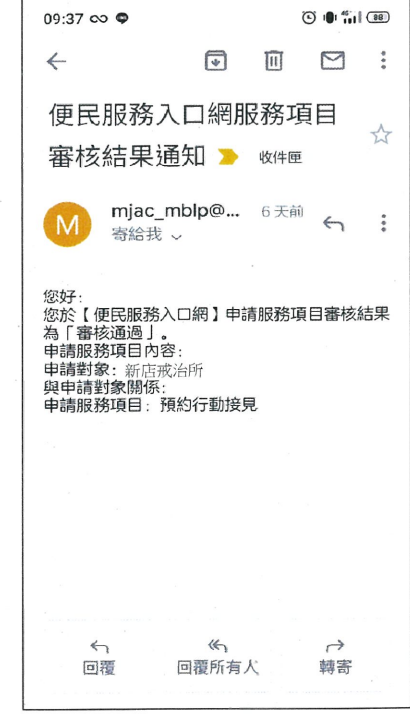 09:37
46
88
便民服務入口網服務項目
審核結果通知
收件匣
M
mjac_mblp@... 6 天前
寄給我
您好:
您於【便民服務入口網】申請服務項目審核結果
為「審核通過」。
申請服務項目內容:
申請對象: 新店戒治所
與申請對象關係:
申請服務項目: 預約行動接見
回覆 回覆所有人 轉寄